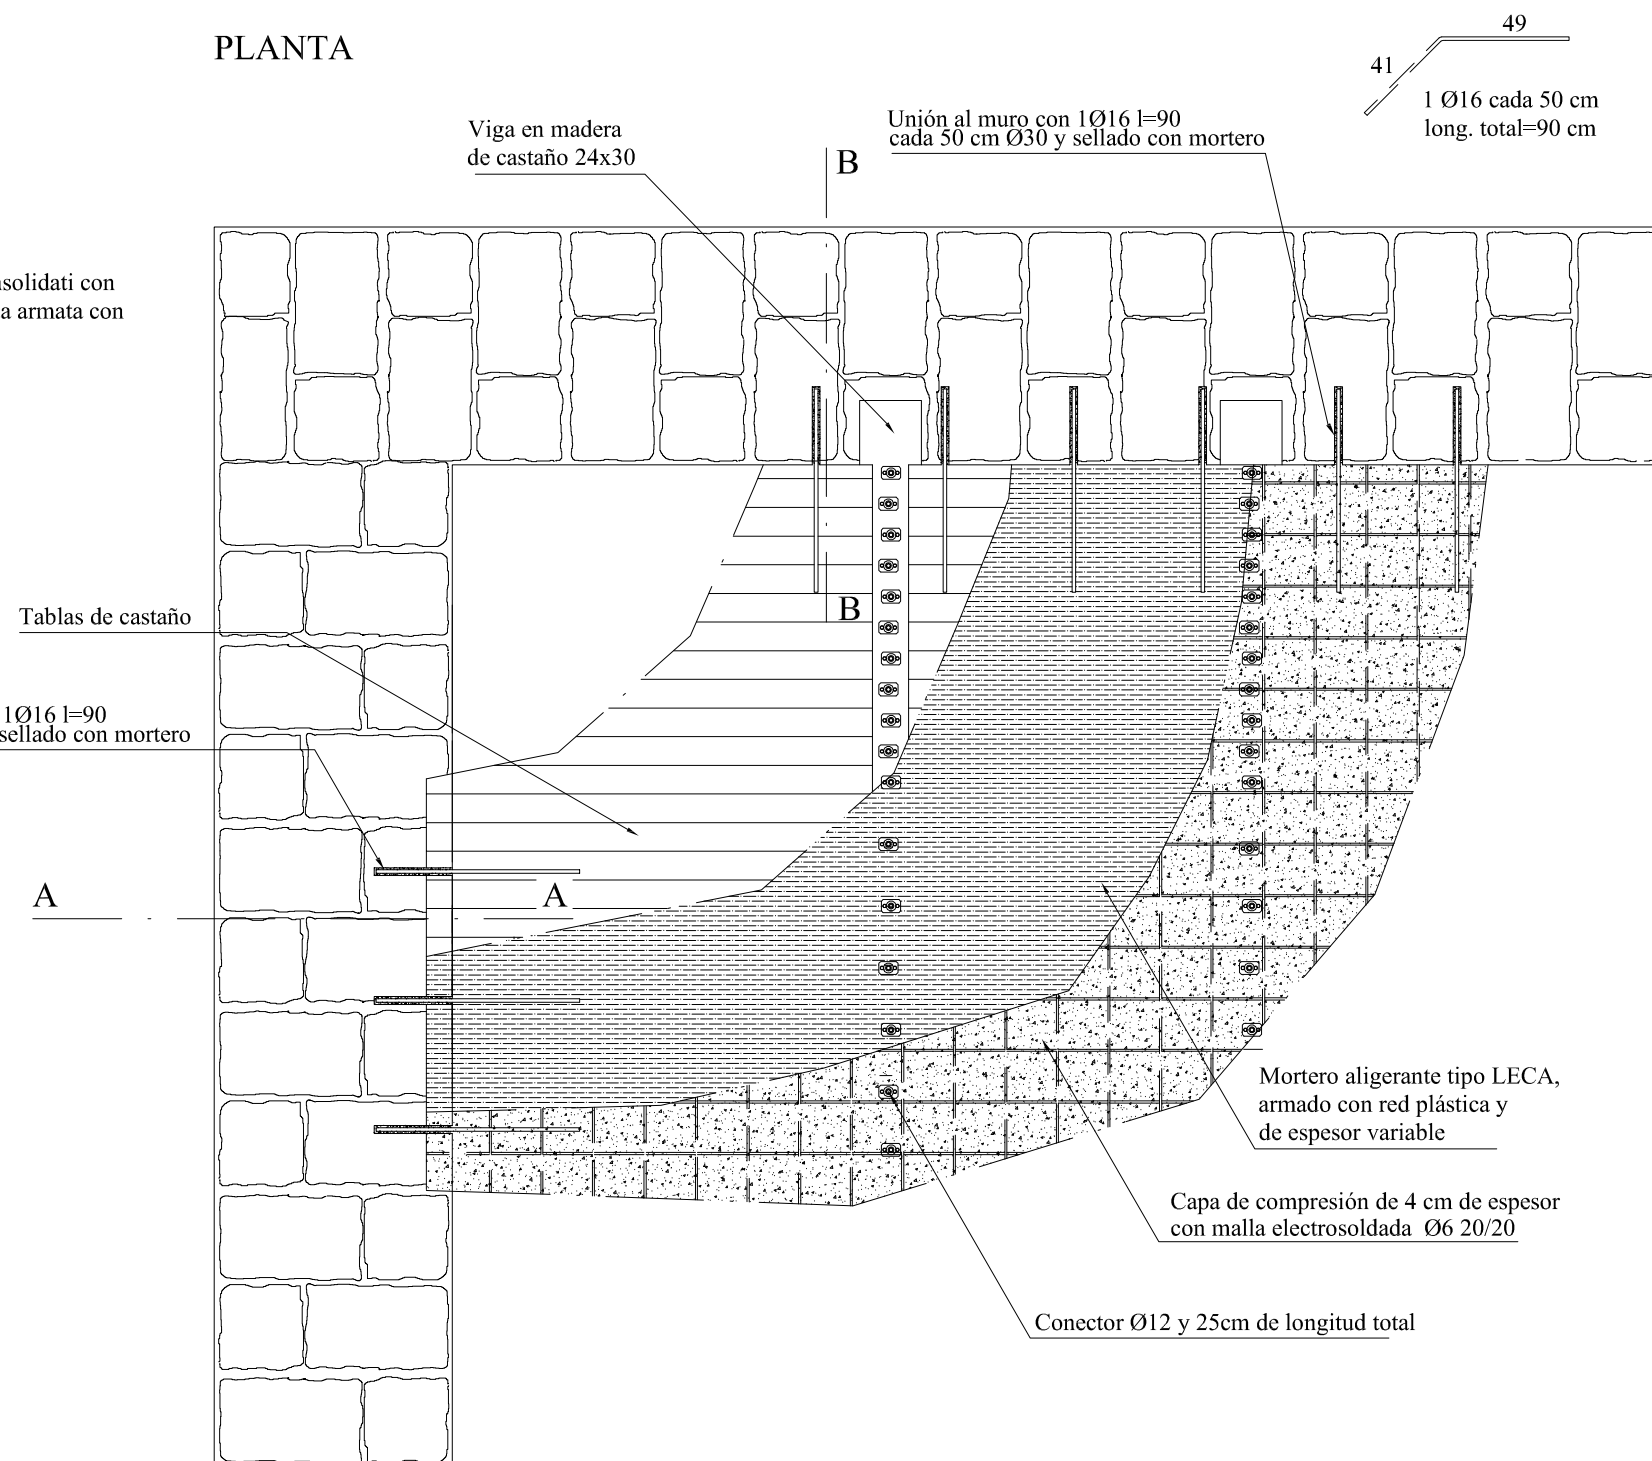 PLANTA
49
41
1 Ø16 cada 50 cm
long. total=90 cm
Viga en madera
de castaño 24x30
Unión al muro con 1Ø16 l=90
cada 50 cm Ø30 y sellado con mortero
B
solidati con
a armata con
B
Tablas de castaño
1Ø16 l=90
sellado con mortero
A
A
Mortero aligerante tipo LECA,
armado con red plástica y
de espesor variable
Capa de compresión de 4 cm de espesor
con malla electrosoldada Ø6 20/20
Conector Ø12 y 25cm de longitud total